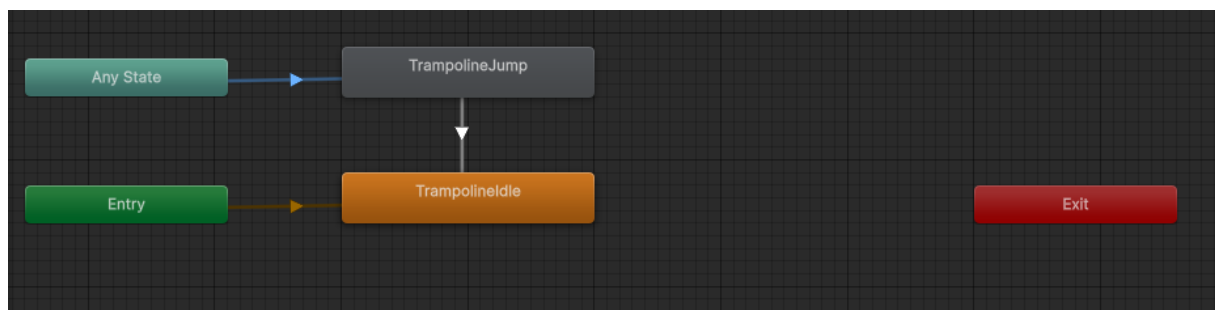 Any State
TrampolineJump
Entry
TrampolineIdle
Exit